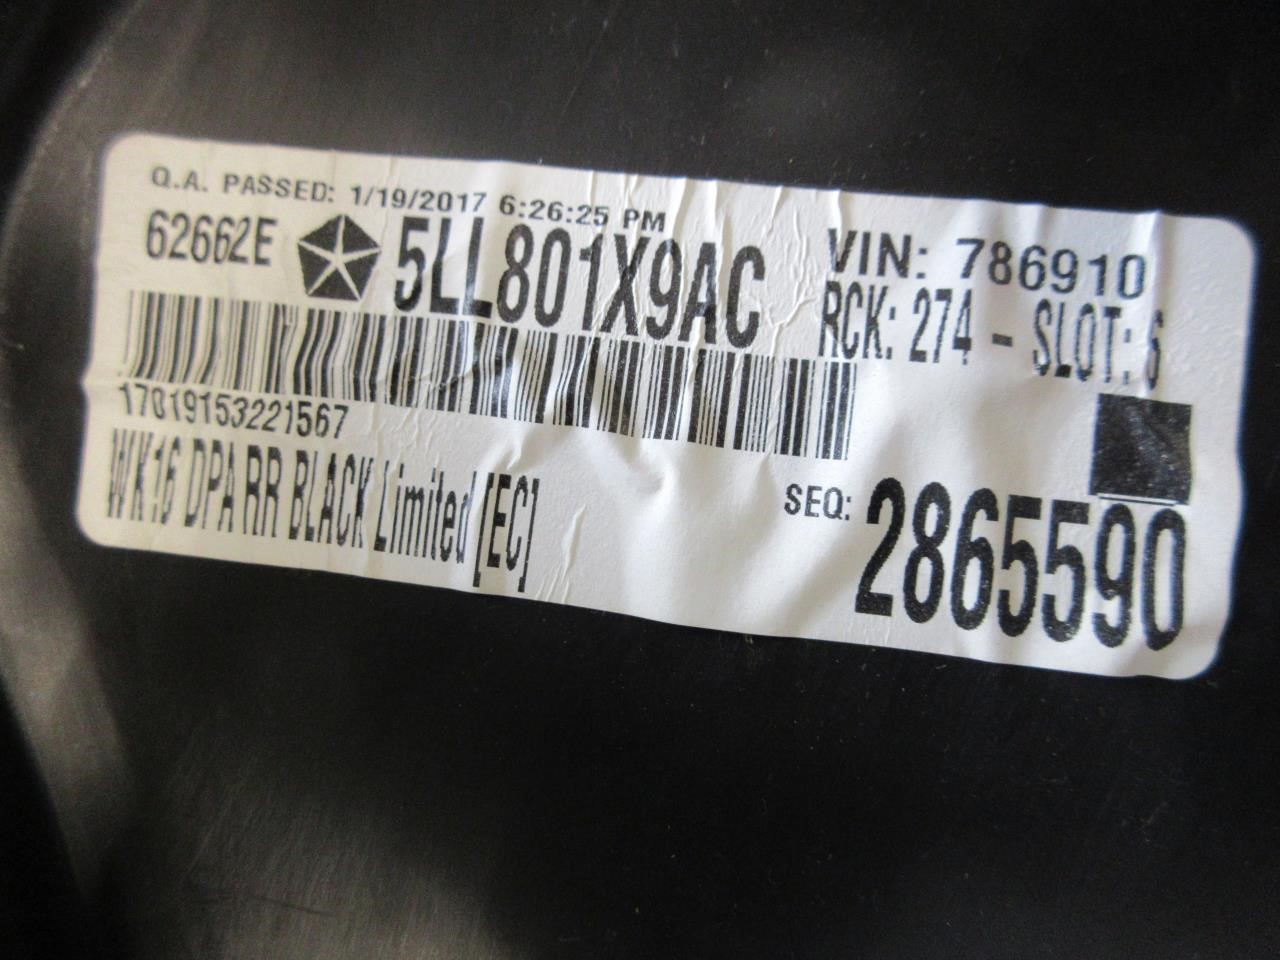 Q.A. PASSED: 1/19/2017 6:26:25 PM
62662E 5LL801X9AC
VIN: 786910
RCK: 274 - SLOT: 6
17019153221567
WK16 DPA RR BLACK Limited [EC]
SEQ: 2865590